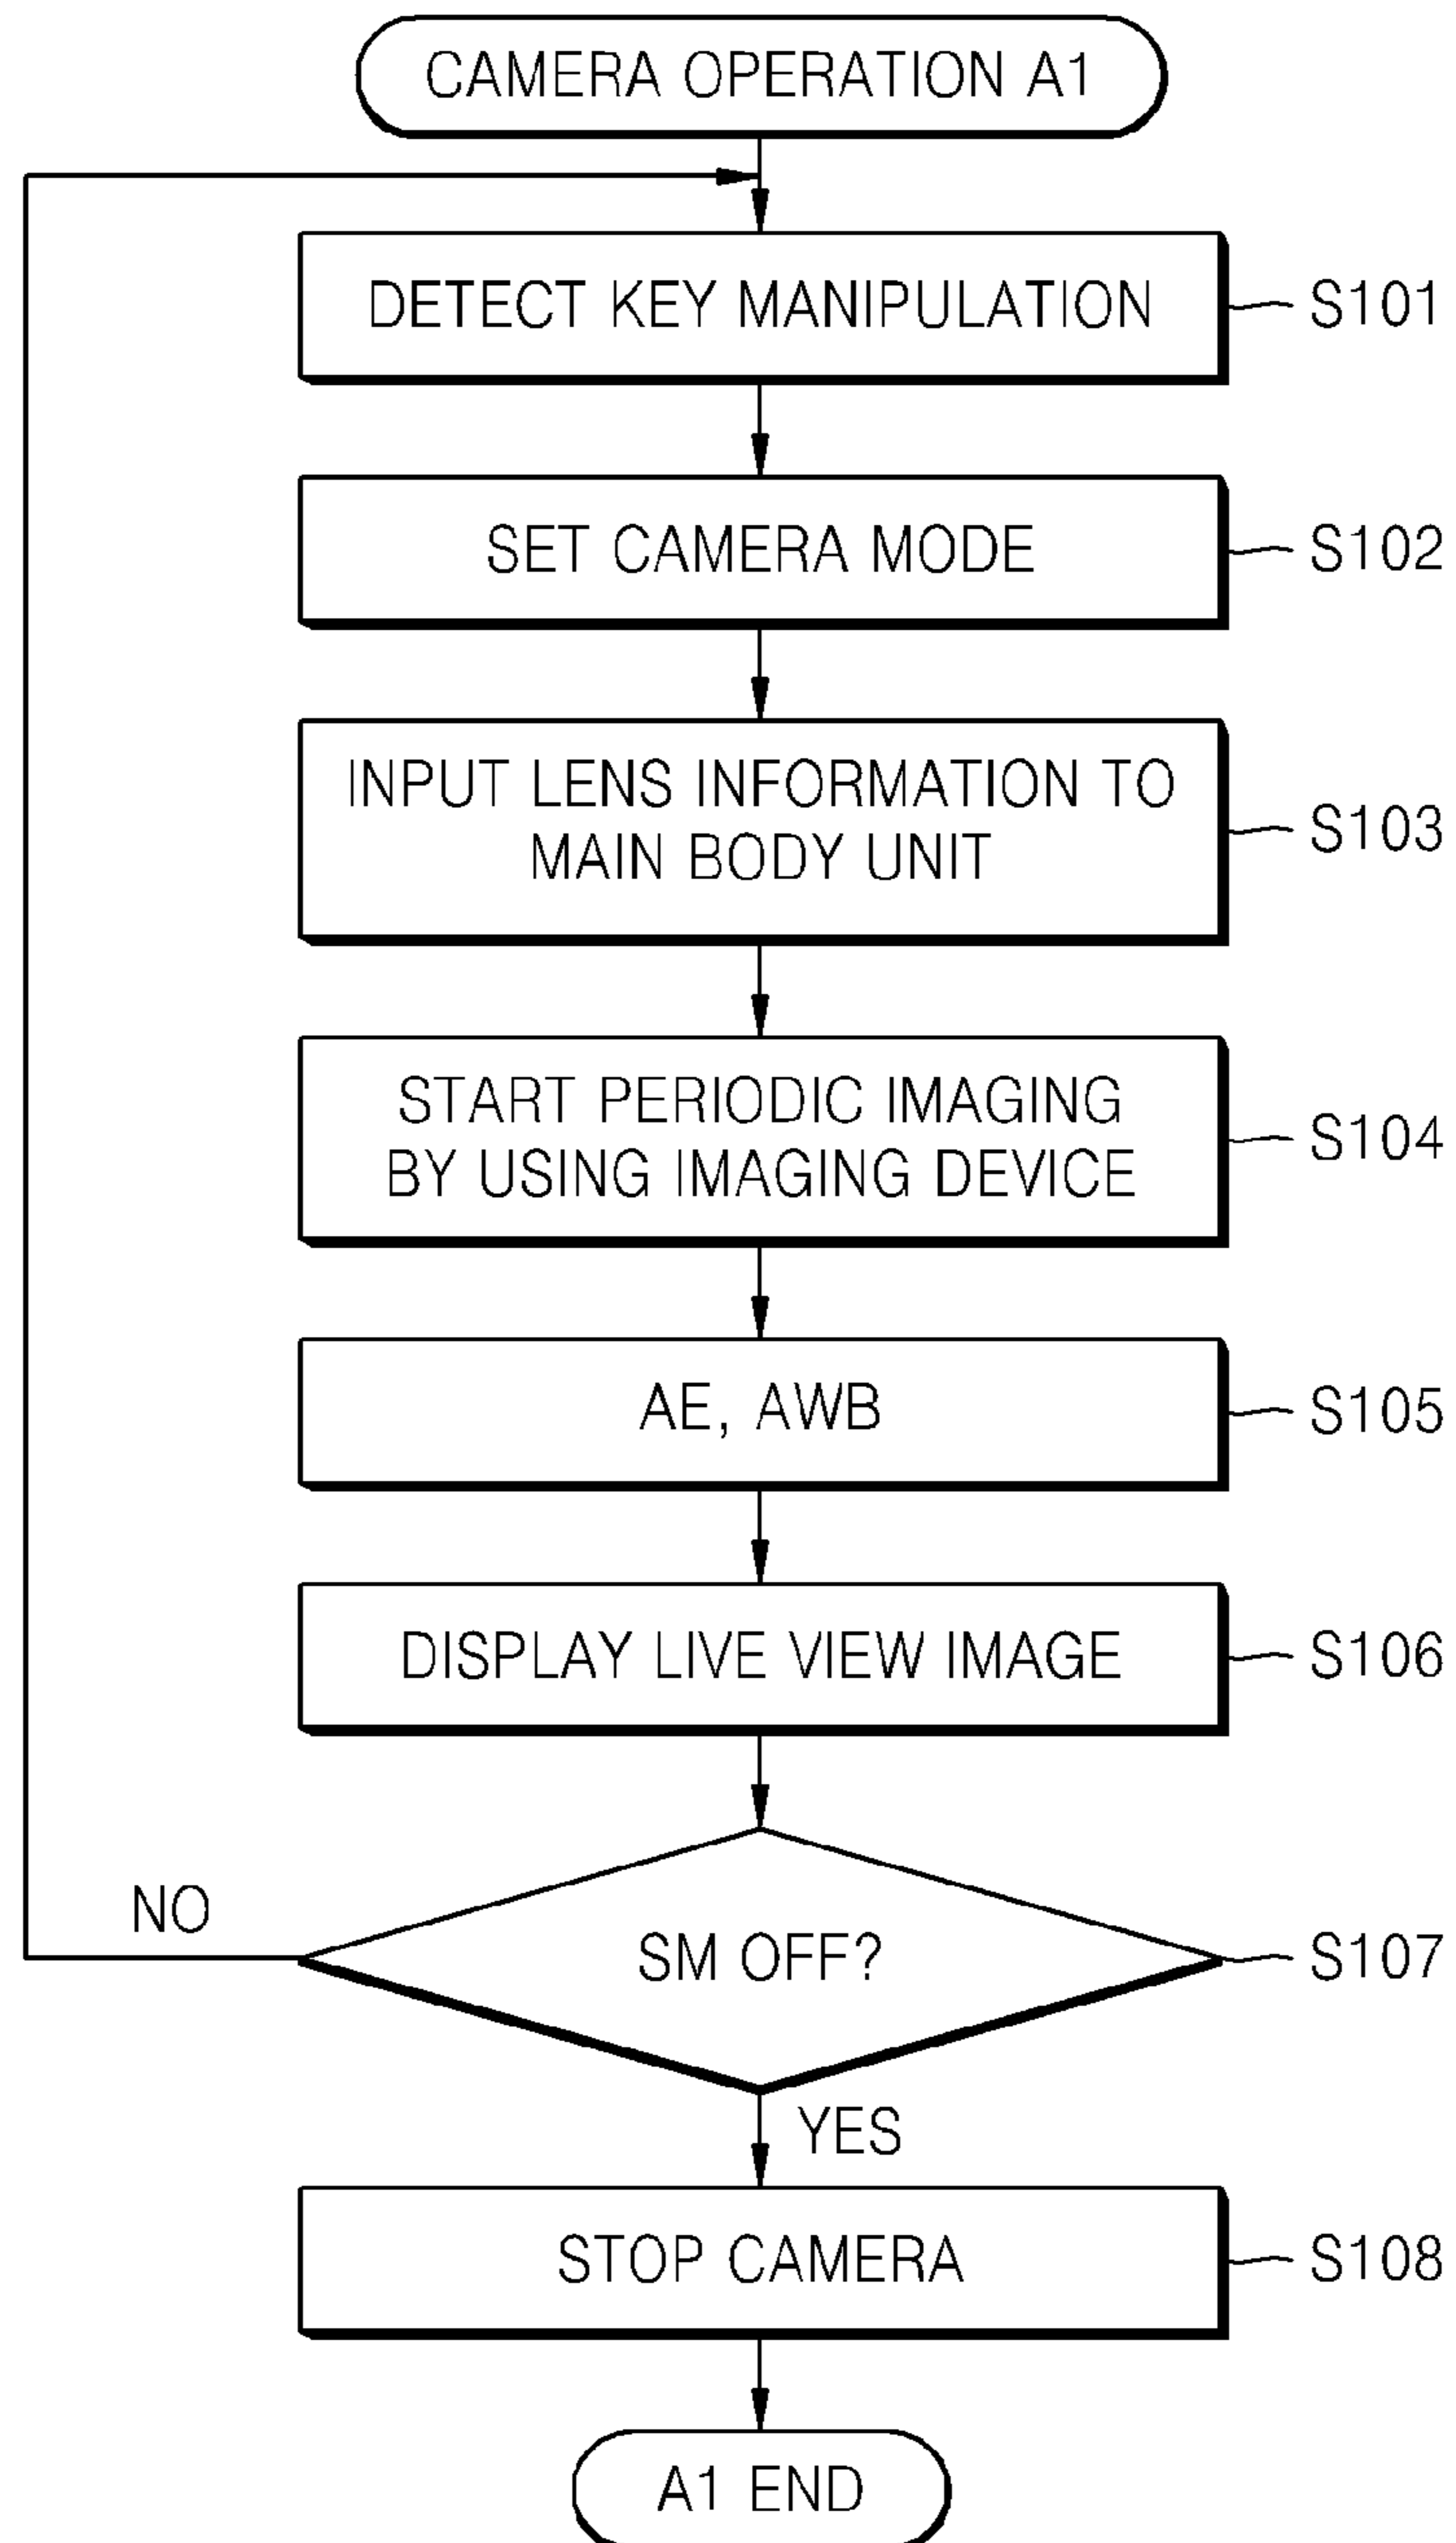 CAMERA OPERATION A1
DETECT KEY MANIPULATION
S101
SET CAMERA MODE
S102
INPUT LENS INFORMATION TO
MAIN BODY UNIT
S103
START PERIODIC IMAGING
BY USING IMAGING DEVICE
S104
AE, AWB
S105
DISPLAY LIVE VIEW IMAGE
S106
NO
SM OFF?
S107
YES
STOP CAMERA
S108
A1 END